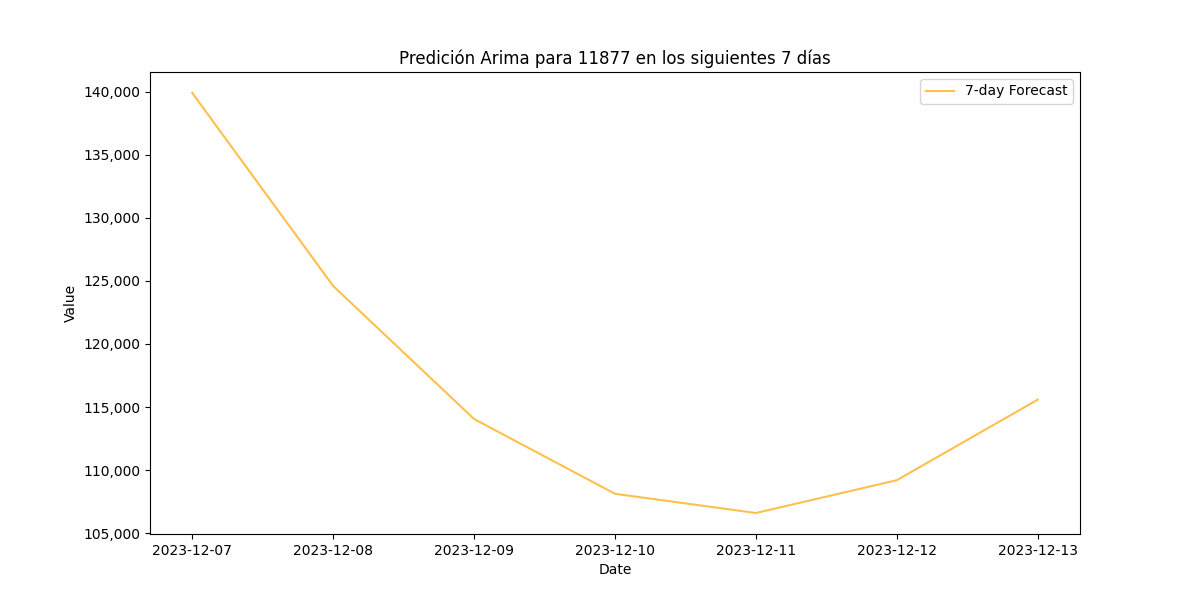 Predición Arima para 11877 en los siguientes 7 días
7-day Forecast
140,000
135,000
130,000
125,000
120,000
115,000
110,000
105,000
Value
2023-12-07 2023-12-08 2023-12-09 2023-12-10 2023-12-11 2023-12-12 2023-12-13
Date